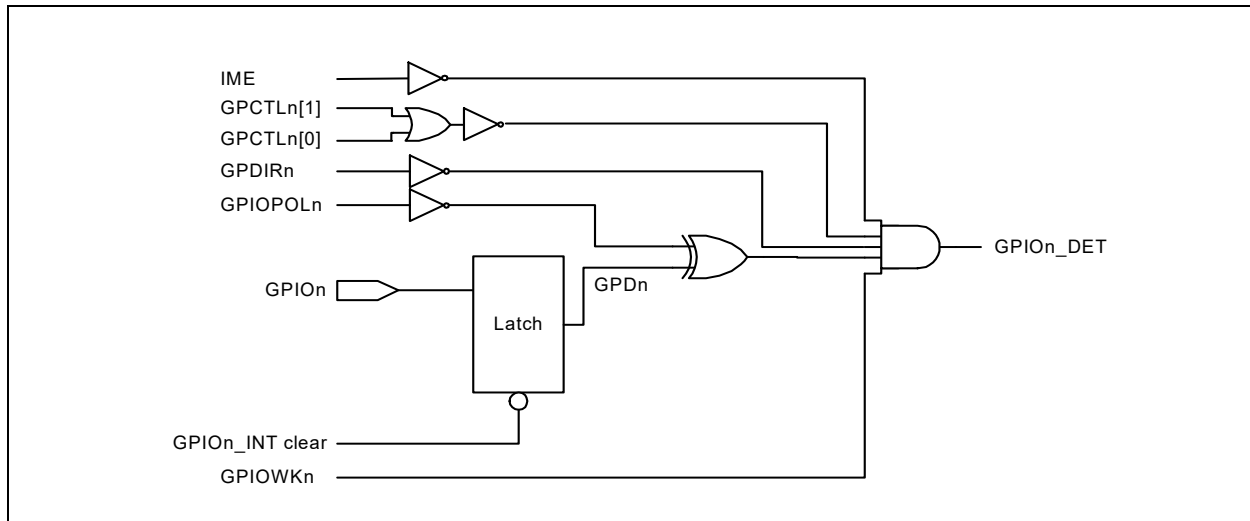 IME
GPCTLn[1]
GPCTLn[0]
GPDIRn
GPIOPOLn
GPIOn_DET
GPIOn
GPDn
Latch
GPIOn_INT clear
GPIOWKn